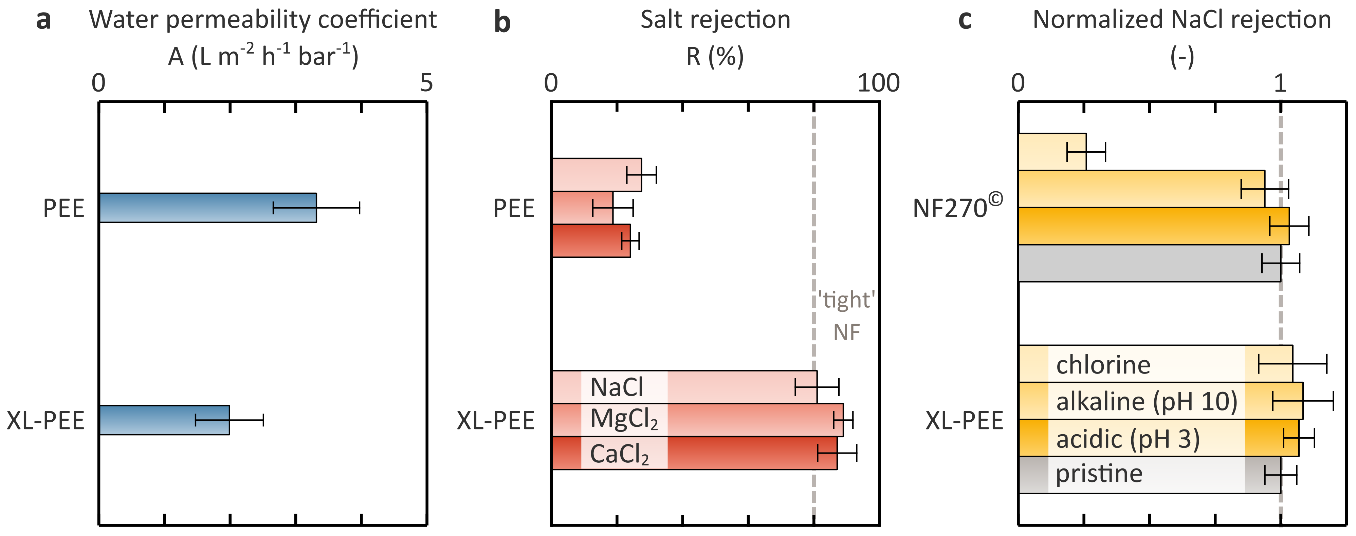 a Water permeability coefficient
A (L m⁻² h⁻¹ bar⁻¹)
0 5
PEE
XL-PEE
b Salt rejection
R (%)
0 100
PEE
'tight'
NF
XL-PEE
NaCl
MgCl₂
CaCl₂
c Normalized NaCl rejection
(-)
0 1
NF270©
XL-PEE
chlorine
alkaline (pH 10)
acidic (pH 3)
pristine